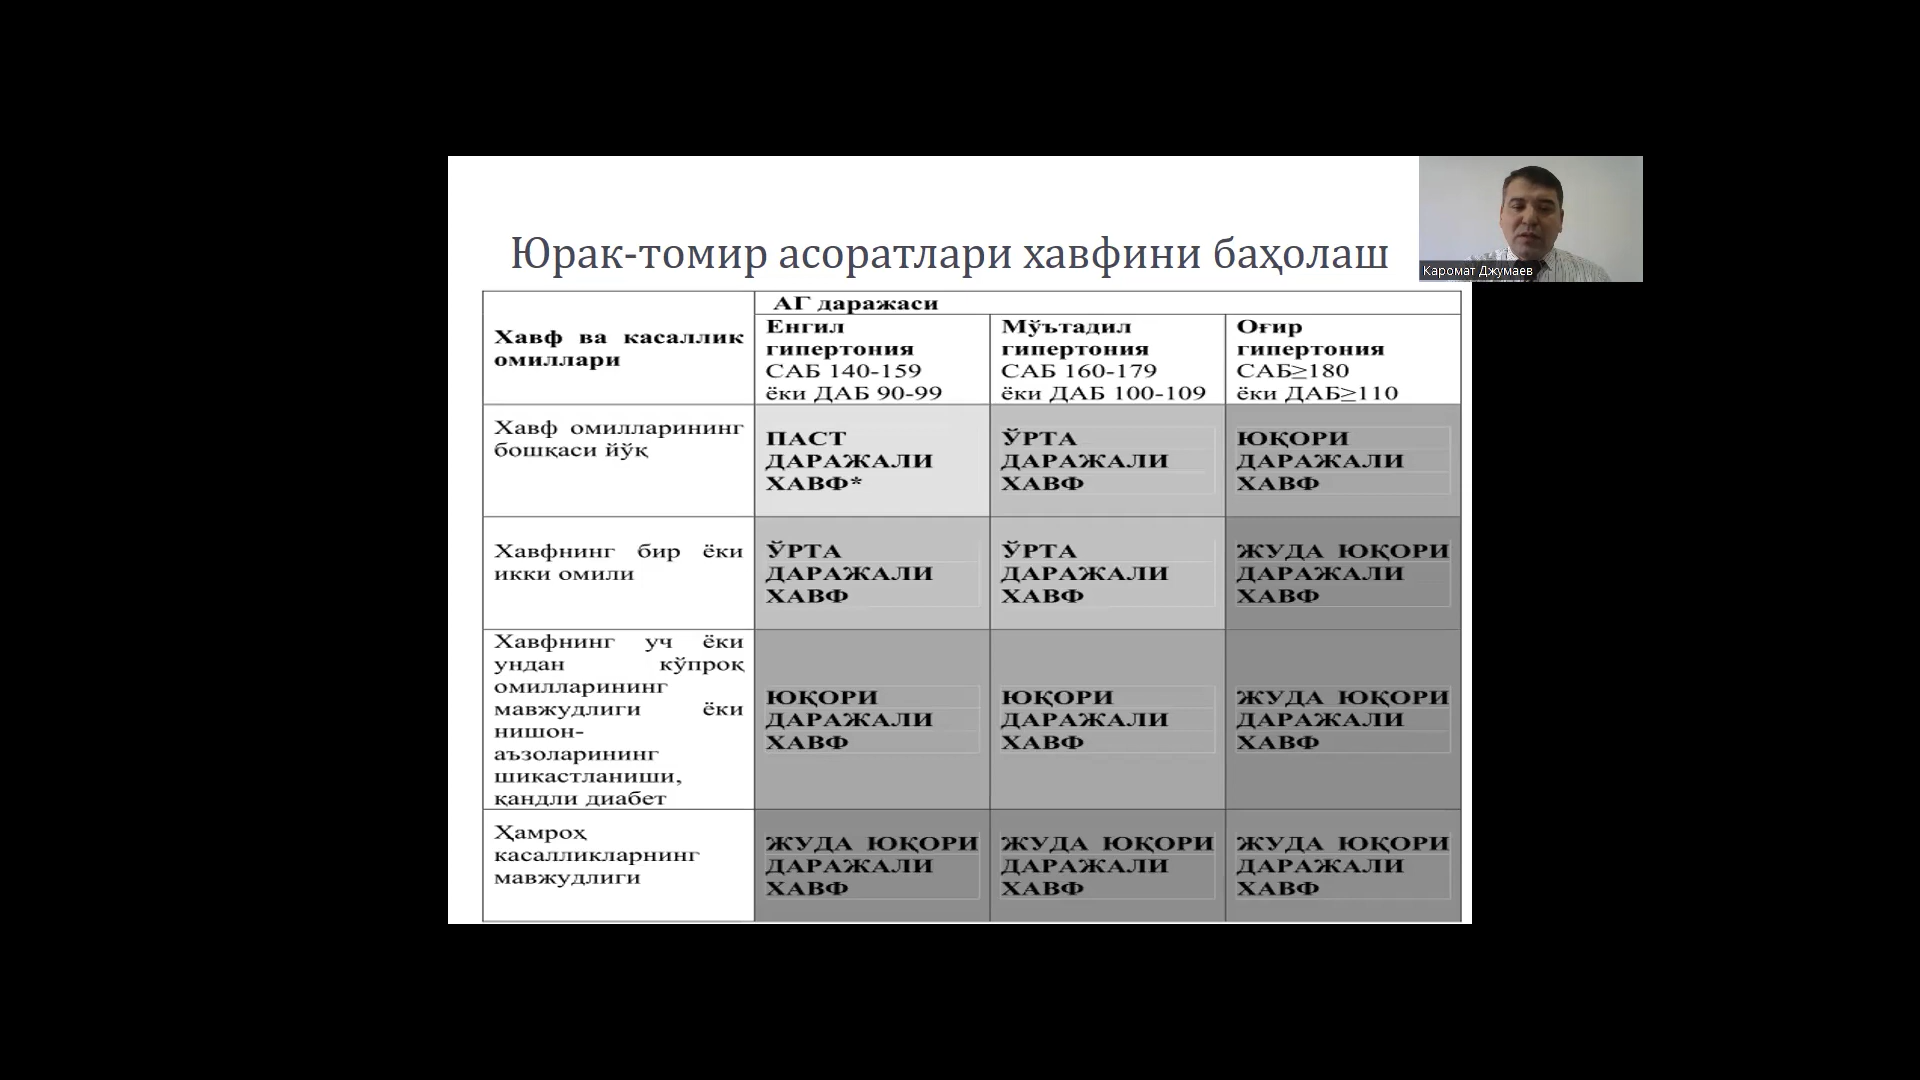 Юрак-томир асоратлари хавфини баҳолаш
Каромат Джумаев
Хавф ва касаллик
омиллари
АГ даражаси
Енгил
гипертония
САБ 140-159
ёки ДАБ 90-99
Мўътадил
гипертония
САБ 160-179
ёки ДАБ 100-109
Оғир
гипертония
САБ≥180
ёки ДАБ≥110
Хавф омилларининг
бошқаси йўқ
ПАСТ
ДАРАЖАЛИ
ХАВФ*
ЎРТА
ДАРАЖАЛИ
ХАВФ
ЮҚОРИ
ДАРАЖАЛИ
ХАВФ
Хавфнинг бир ёки
икки омили
ЎРТА
ДАРАЖАЛИ
ХАВФ
ЎРТА
ДАРАЖАЛИ
ХАВФ
ЖУДА ЮҚОРИ
ДАРАЖАЛИ
ХАВФ
Хавфнинг уч ёки
ундан кўпроқ
омилларининг
мавжудлиги ёки
нишон-
аъзоларининг
шикастланиши,
қандли диабет
ЮҚОРИ
ДАРАЖАЛИ
ХАВФ
ЮҚОРИ
ДАРАЖАЛИ
ХАВФ
ЖУДА ЮҚОРИ
ДАРАЖАЛИ
ХАВФ
Ҳамроҳ
касалликларнинг
мавжудлиги
ЖУДА ЮҚОРИ
ДАРАЖАЛИ
ХАВФ
ЖУДА ЮҚОРИ
ДАРАЖАЛИ
ХАВФ
ЖУДА ЮҚОРИ
ДАРАЖАЛИ
ХАВФ